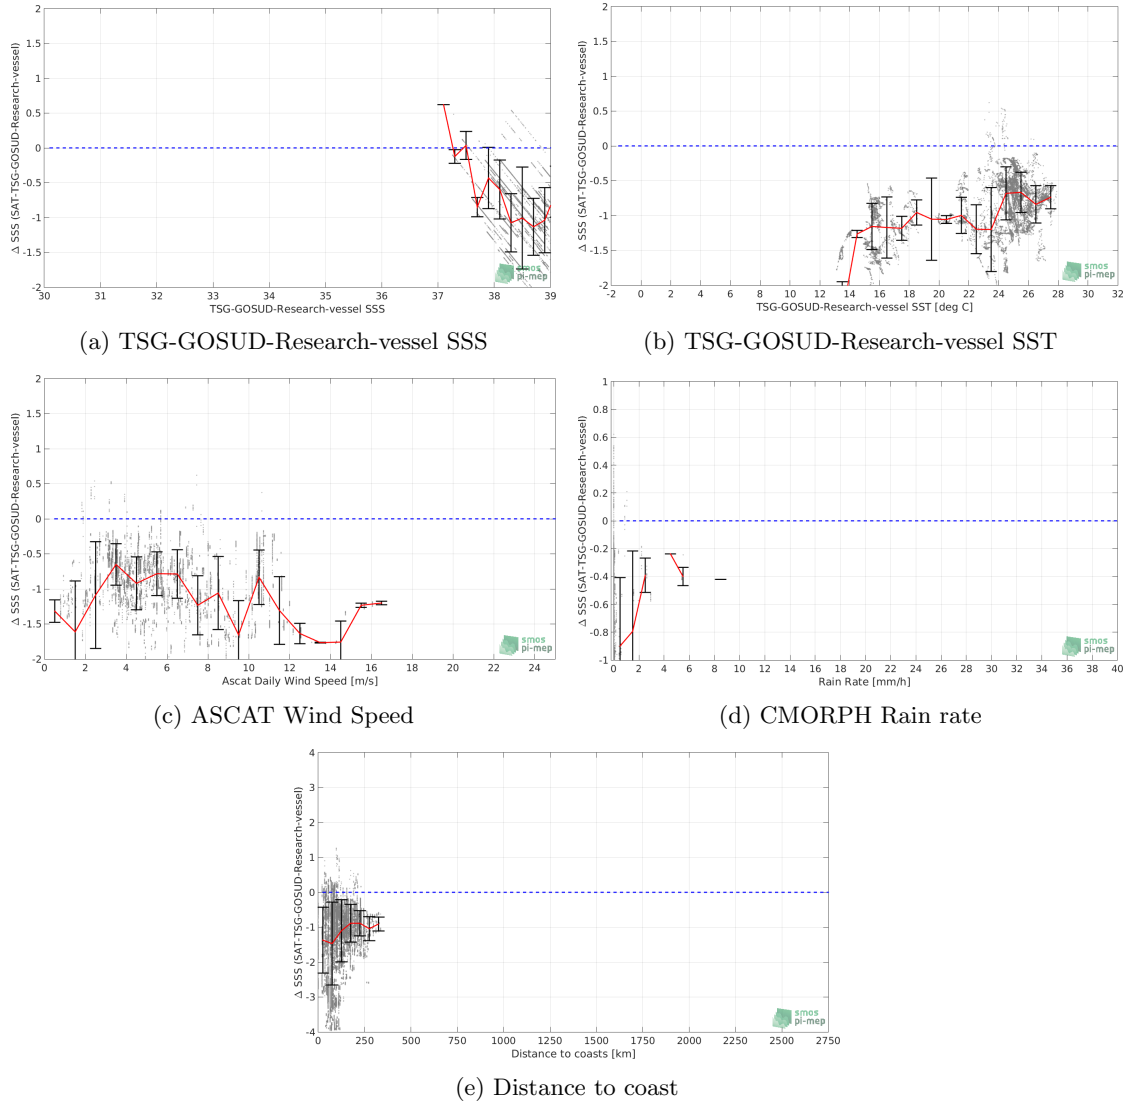 Δ SSS (SAT-TSG-GOSUD-Research-vessel)
2
1.5
1
0.5
0
-0.5
-1
-1.5
-2
30 31 32 33 34 35 36 37 38 39
TSG-GOSUD-Research-vessel SSS
smos
pi-mep
(a) TSG-GOSUD-Research-vessel SSS
Δ SSS (SAT-TSG-GOSUD-Research-vessel)
2
1.5
1
0.5
0
-0.5
-1
-1.5
-2
-2 0 2 4 6 8 10 12 14 16 18 20 22 24 26 28 30 32
TSG-GOSUD-Research-vessel SST [deg C]
smos
pi-mep
(b) TSG-GOSUD-Research-vessel SST
Δ SSS (SAT-TSG-GOSUD-Research-vessel)
2
1.5
1
0.5
0
-0.5
-1
-1.5
-2
0 2 4 6 8 10 12 14 16 18 20 22 24
Ascat Daily Wind Speed [m/s]
smos
pi-mep
(c) ASCAT Wind Speed
Δ SSS (SAT-TSG-GOSUD-Research-vessel)
1
0.8
0.6
0.4
0.2
0
-0.2
-0.4
-0.6
-0.8
-1
0 2 4 6 8 10 12 14 16 18 20 22 24 26 28 30 32 34 36 38 40
Rain Rate [mm/h]
smos
pi-mep
(d) CMORPH Rain rate
Δ SSS (SAT-TSG-GOSUD-Research-vessel)
4
3
2
1
0
-1
-2
-3
-4
0 250 500 750 1000 1250 1500 1750 2000 2250 2500 2750
Distance to coasts [km]
smos
pi-mep
(e) Distance to coast